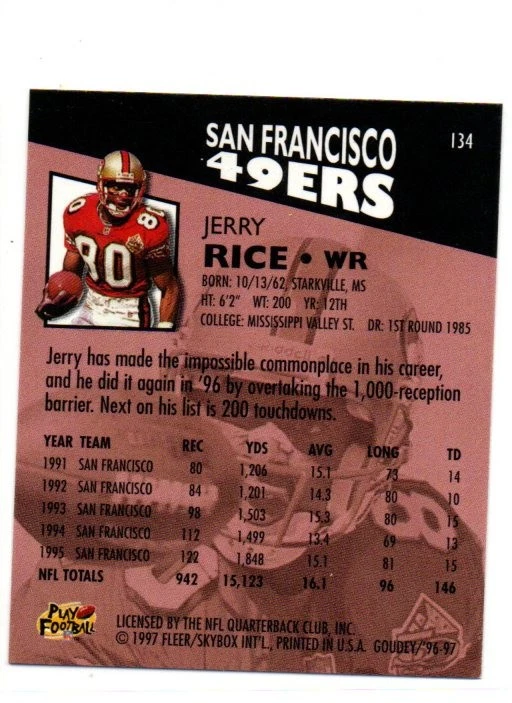 134
SAN FRANCISCO
49ERS
80
80
JERRY
RICE • WR
BORN: 10/13/62, STARKVILLE, MS
HT: 6'2" WT: 200 YR: 12TH
COLLEGE: MISSISSIPPI VALLEY ST. DR: 1ST ROUND 1985
Jerry has made the impossible commonplace in his career,
and he did it again in '96 by overtaking the 1,000-reception
barrier. Next on his list is 200 touchdowns.
YEAR TEAM REC YDS AVG LONG TD
1991 SAN FRANCISCO 80 1,206 15.1 73 14
1992 SAN FRANCISCO 84 1,201 14.3 80 10
1993 SAN FRANCISCO 98 1,503 15.3 80 15
1994 SAN FRANCISCO 112 1,499 13.4 69 13
1995 SAN FRANCISCO 122 1,848 15.1 81 15
NFL TOTALS 942 15,123 16.1 96 146
PLAY
FOOTBALL
LICENSED BY THE NFL QUARTERBACK CLUB, INC.
© 1997 FLEER/SKYBOX INT'L., PRINTED IN U.S.A. GOUDEY/'96-97